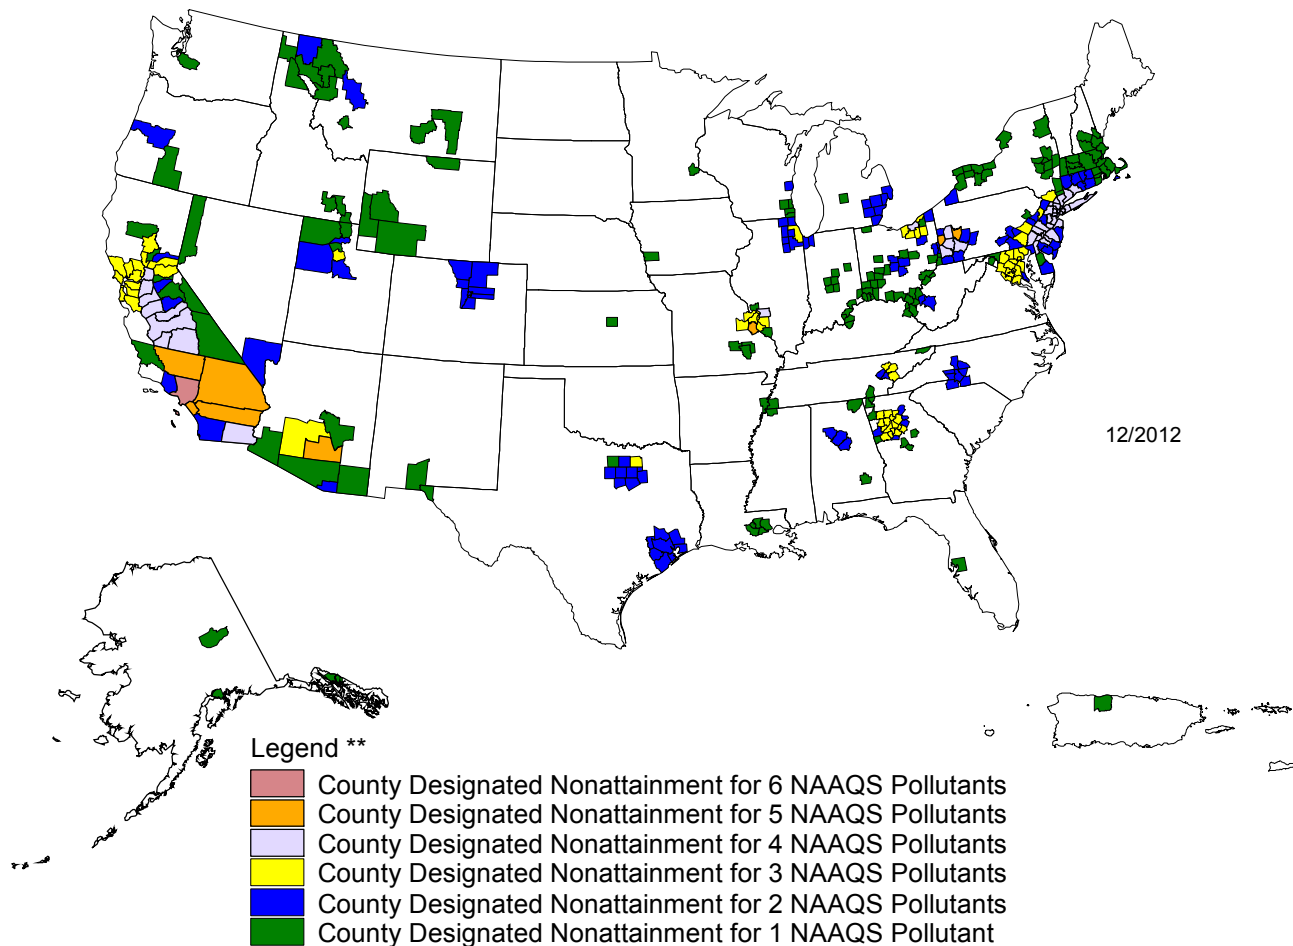 12/2012
Legend **
County Designated Nonattainment for 6 NAAQS Pollutants
County Designated Nonattainment for 5 NAAQS Pollutants
County Designated Nonattainment for 4 NAAQS Pollutants
County Designated Nonattainment for 3 NAAQS Pollutants
County Designated Nonattainment for 2 NAAQS Pollutants
County Designated Nonattainment for 1 NAAQS Pollutant